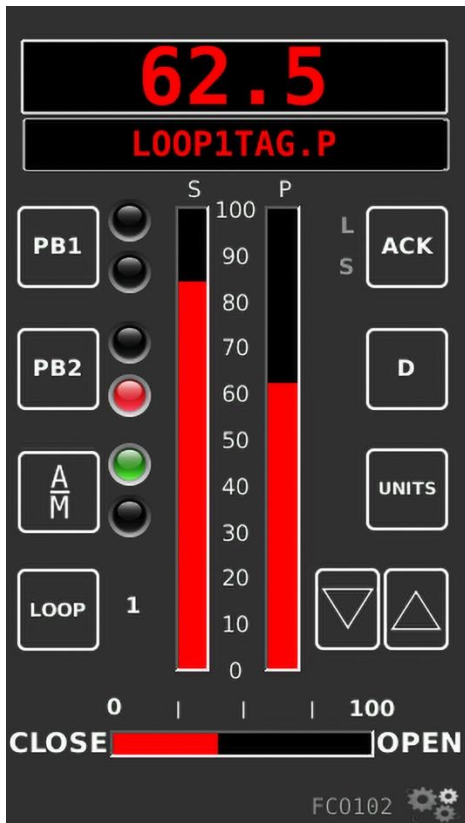 62.5
LOOP1TAG.P
S P
100
90
80
70
60
50
40
30
20
10
0
PB1
PB2
A
M
LOOP 1
L
S
ACK
D
UNITS
0 | | | 100
CLOSE OPEN
FC0102